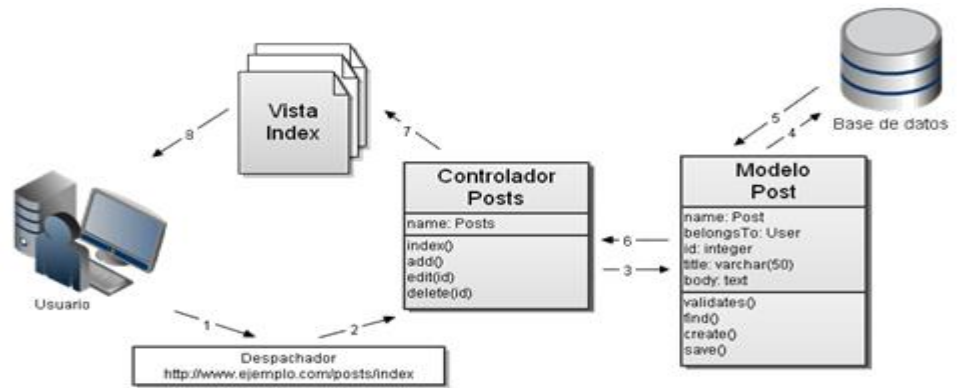 Vista
Index
8
7
5
4
Base de datos
Controlador
Posts
name: Posts
index()
add()
edit(id)
delete(id)
Modelo
Post
name: Post
belongsTo: User
id: integer
title: varchar(50)
body: text
validates()
find()
create()
save()
6
3
Usuario
1
2
Despachador
http://www.ejemplo.com/posts/index